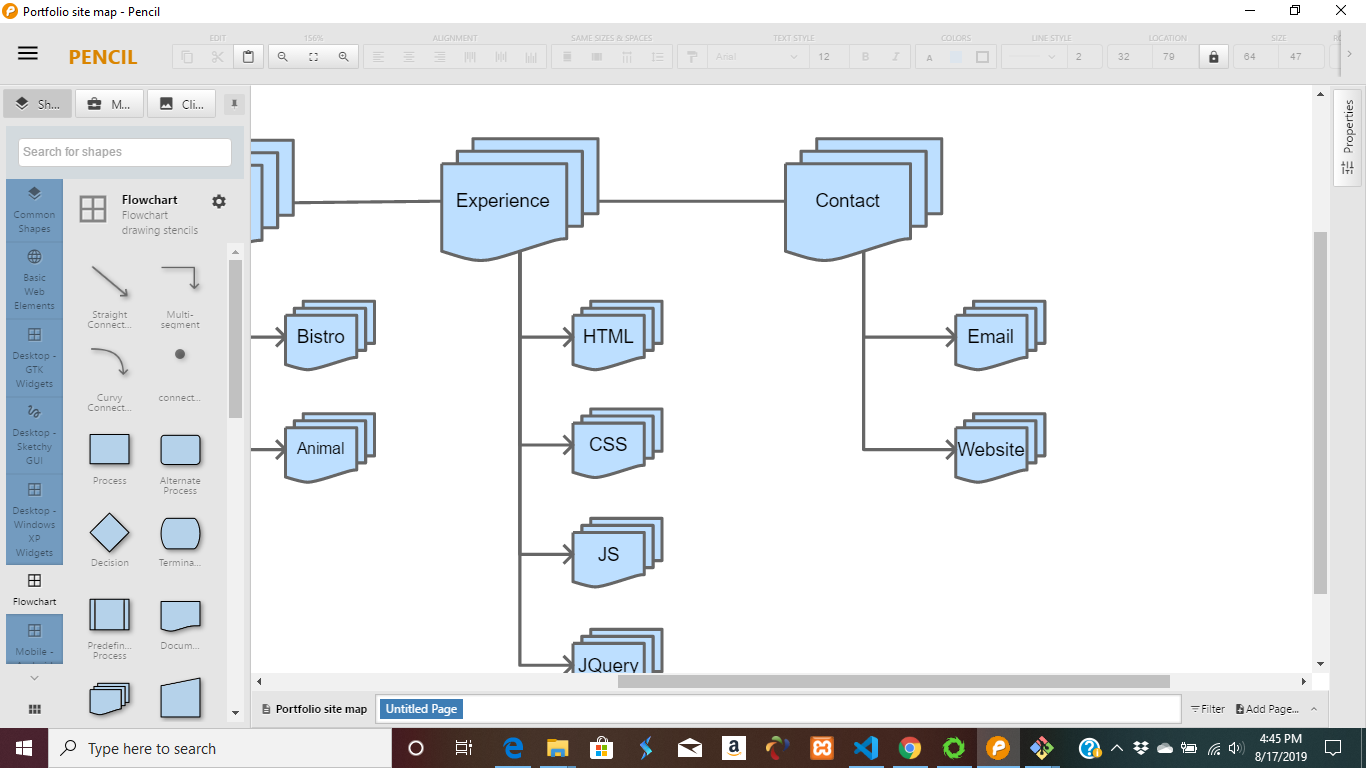 Portfolio site map - Pencil
PENCIL
EDIT
156%
ALIGNMENT
SAME SIZES & SPACES
TEXT STYLE
COLORS
LINE STYLE
LOCATION
SIZE
Arial
12
B
I
A
2
32
79
64
47
Sh...
M...
Cli...
Search for shapes
Common
Shapes
Basic
Web
Elements
Desktop -
GTK
Widgets
Desktop -
Sketchy
GUI
Desktop -
Windows
XP
Widgets
Flowchart
Mobile -
Flowchart
Flowchart
drawing stencils
Straight
Connect...
Multi-
segment
Curvy
Connect...
connect...
Process
Alternate
Process
Decision
Termina...
Predefin...
Process
Docum...
Experience
Contact
Bistro
HTML
Email
Animal
CSS
Website
JS
JQuery
Properties
Portfolio site map
Untitled Page
Filter
Add Page...
Type here to search
4:45 PM
8/17/2019